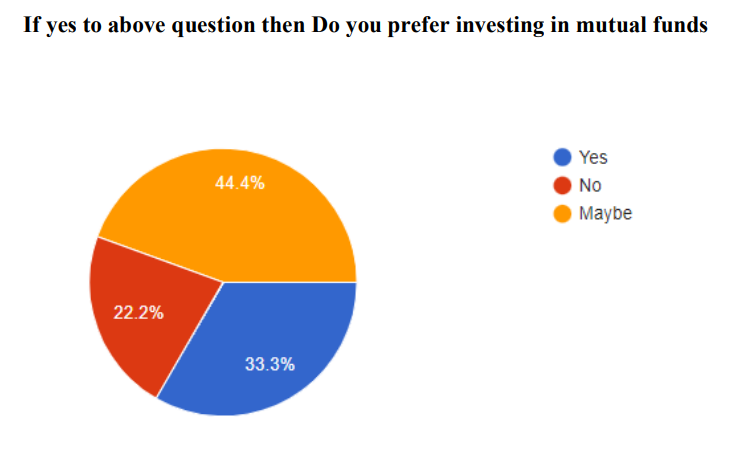 If yes to above question then Do you prefer investing in mutual funds
44.4%
22.2%
33.3%
Yes
No
Maybe